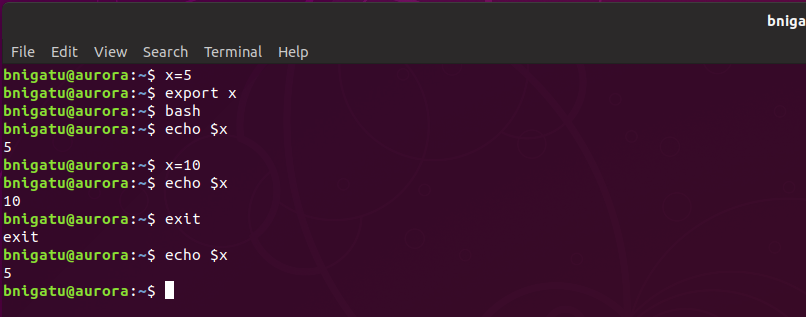 bniga
File Edit View Search Terminal Help
bnigatu@aurora:~$ x=5
bnigatu@aurora:~$ export x
bnigatu@aurora:~$ bash
bnigatu@aurora:~$ echo $x
5
bnigatu@aurora:~$ x=10
bnigatu@aurora:~$ echo $x
10
bnigatu@aurora:~$ exit
exit
bnigatu@aurora:~$ echo $x
5
bnigatu@aurora:~$